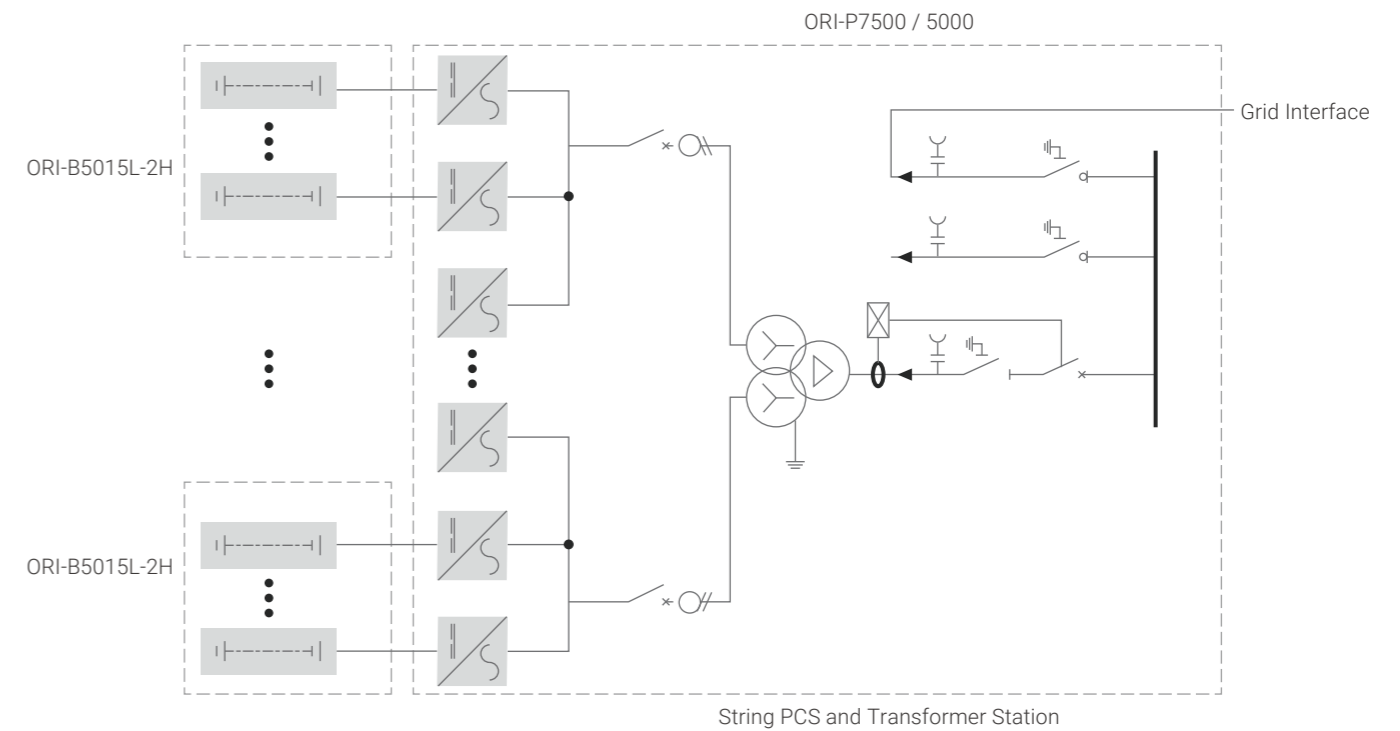 ORI-P7500 / 5000
Grid Interface
ORI-B5015L-2H
ORI-B5015L-2H
String PCS and Transformer Station